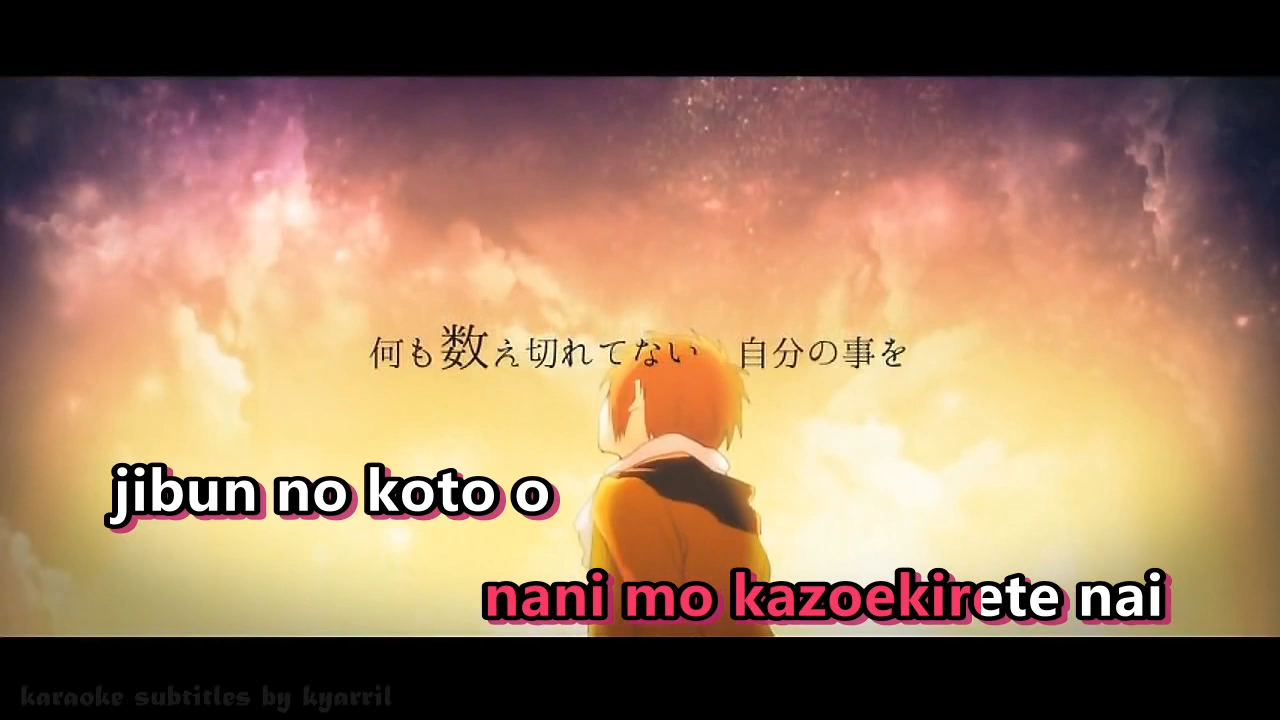 何も数え切れてない 自分の事を
jibun no koto o
nani mo kazoekirete nai
karaoke subtitles by kyarril